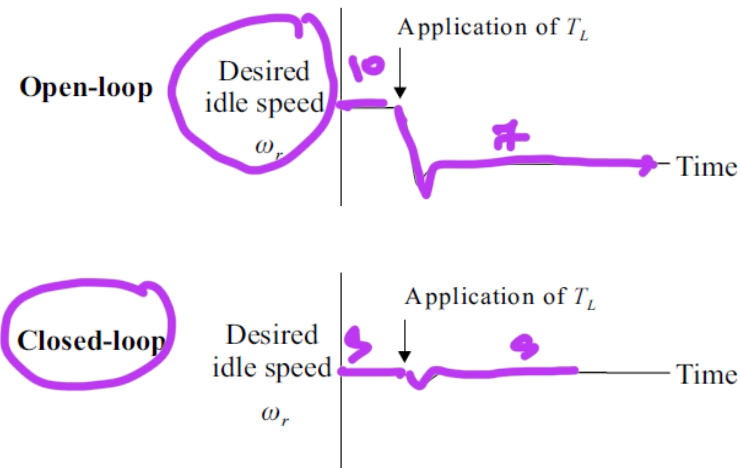 Application of T_L
Open-loop
Desired
idle speed
10
ω_r
7
Time
Application of T_L
Closed-loop
Desired
idle speed
ω_r
Time